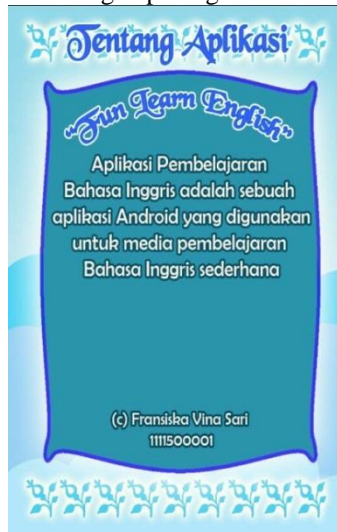 Tentang Aplikasi
"Fun Learn English"
Aplikasi Pembelajaran
Bahasa Inggris adalah sebuah
aplikasi Android yang digunakan
untuk media pembelajaran
Bahasa Inggris sederhana
(c) Fransiska Vina Sari
1111500001